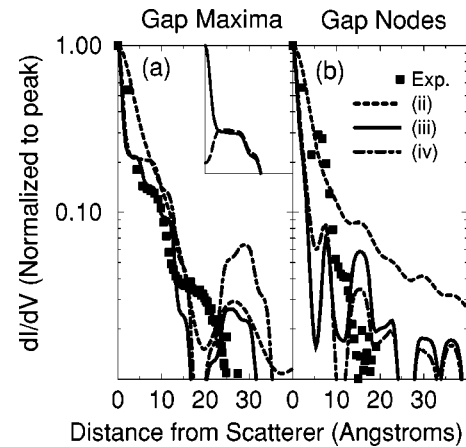 Gap Maxima Gap Nodes
1.00
(a)
(b)
Exp.
(ii)
(iii)
(iv)
0.10
dI/dV (Normalized to peak)
0 10 20 30 0 10 20 30
Distance from Scatterer (Angstroms)